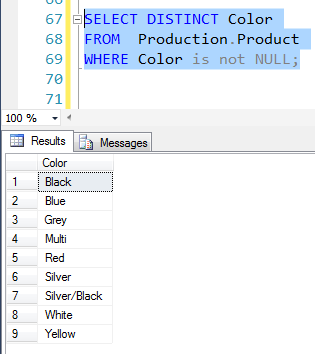 66
67 SELECT DISTINCT Color
68 FROM Production.Product
69 WHERE Color is not NULL;
70
71
100 %
Results Messages
Color
1 Black
2 Blue
3 Grey
4 Multi
5 Red
6 Silver
7 Silver/Black
8 White
9 Yellow